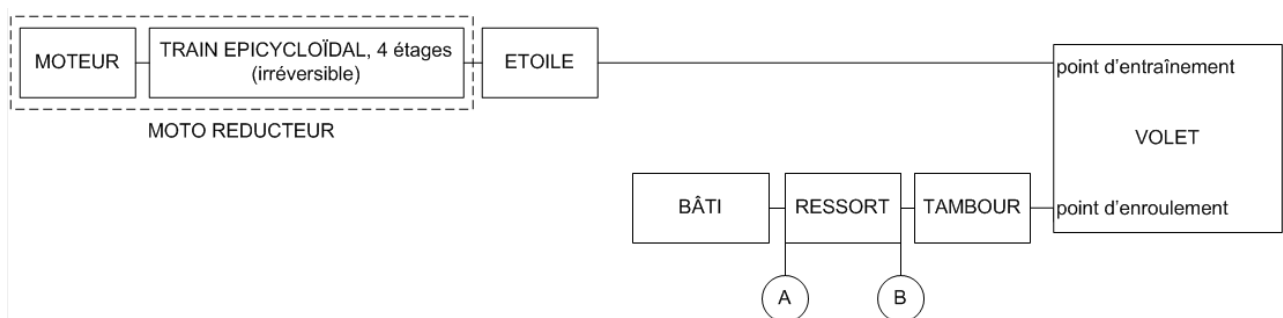 MOTEUR
TRAIN EPICYCLOÏDAL, 4 étages
(irréversible)
ETOILE
MOTO REDUCTEUR
point d'entraînement
VOLET
point d'enroulement
BÂTI
RESSORT
TAMBOUR
A
B